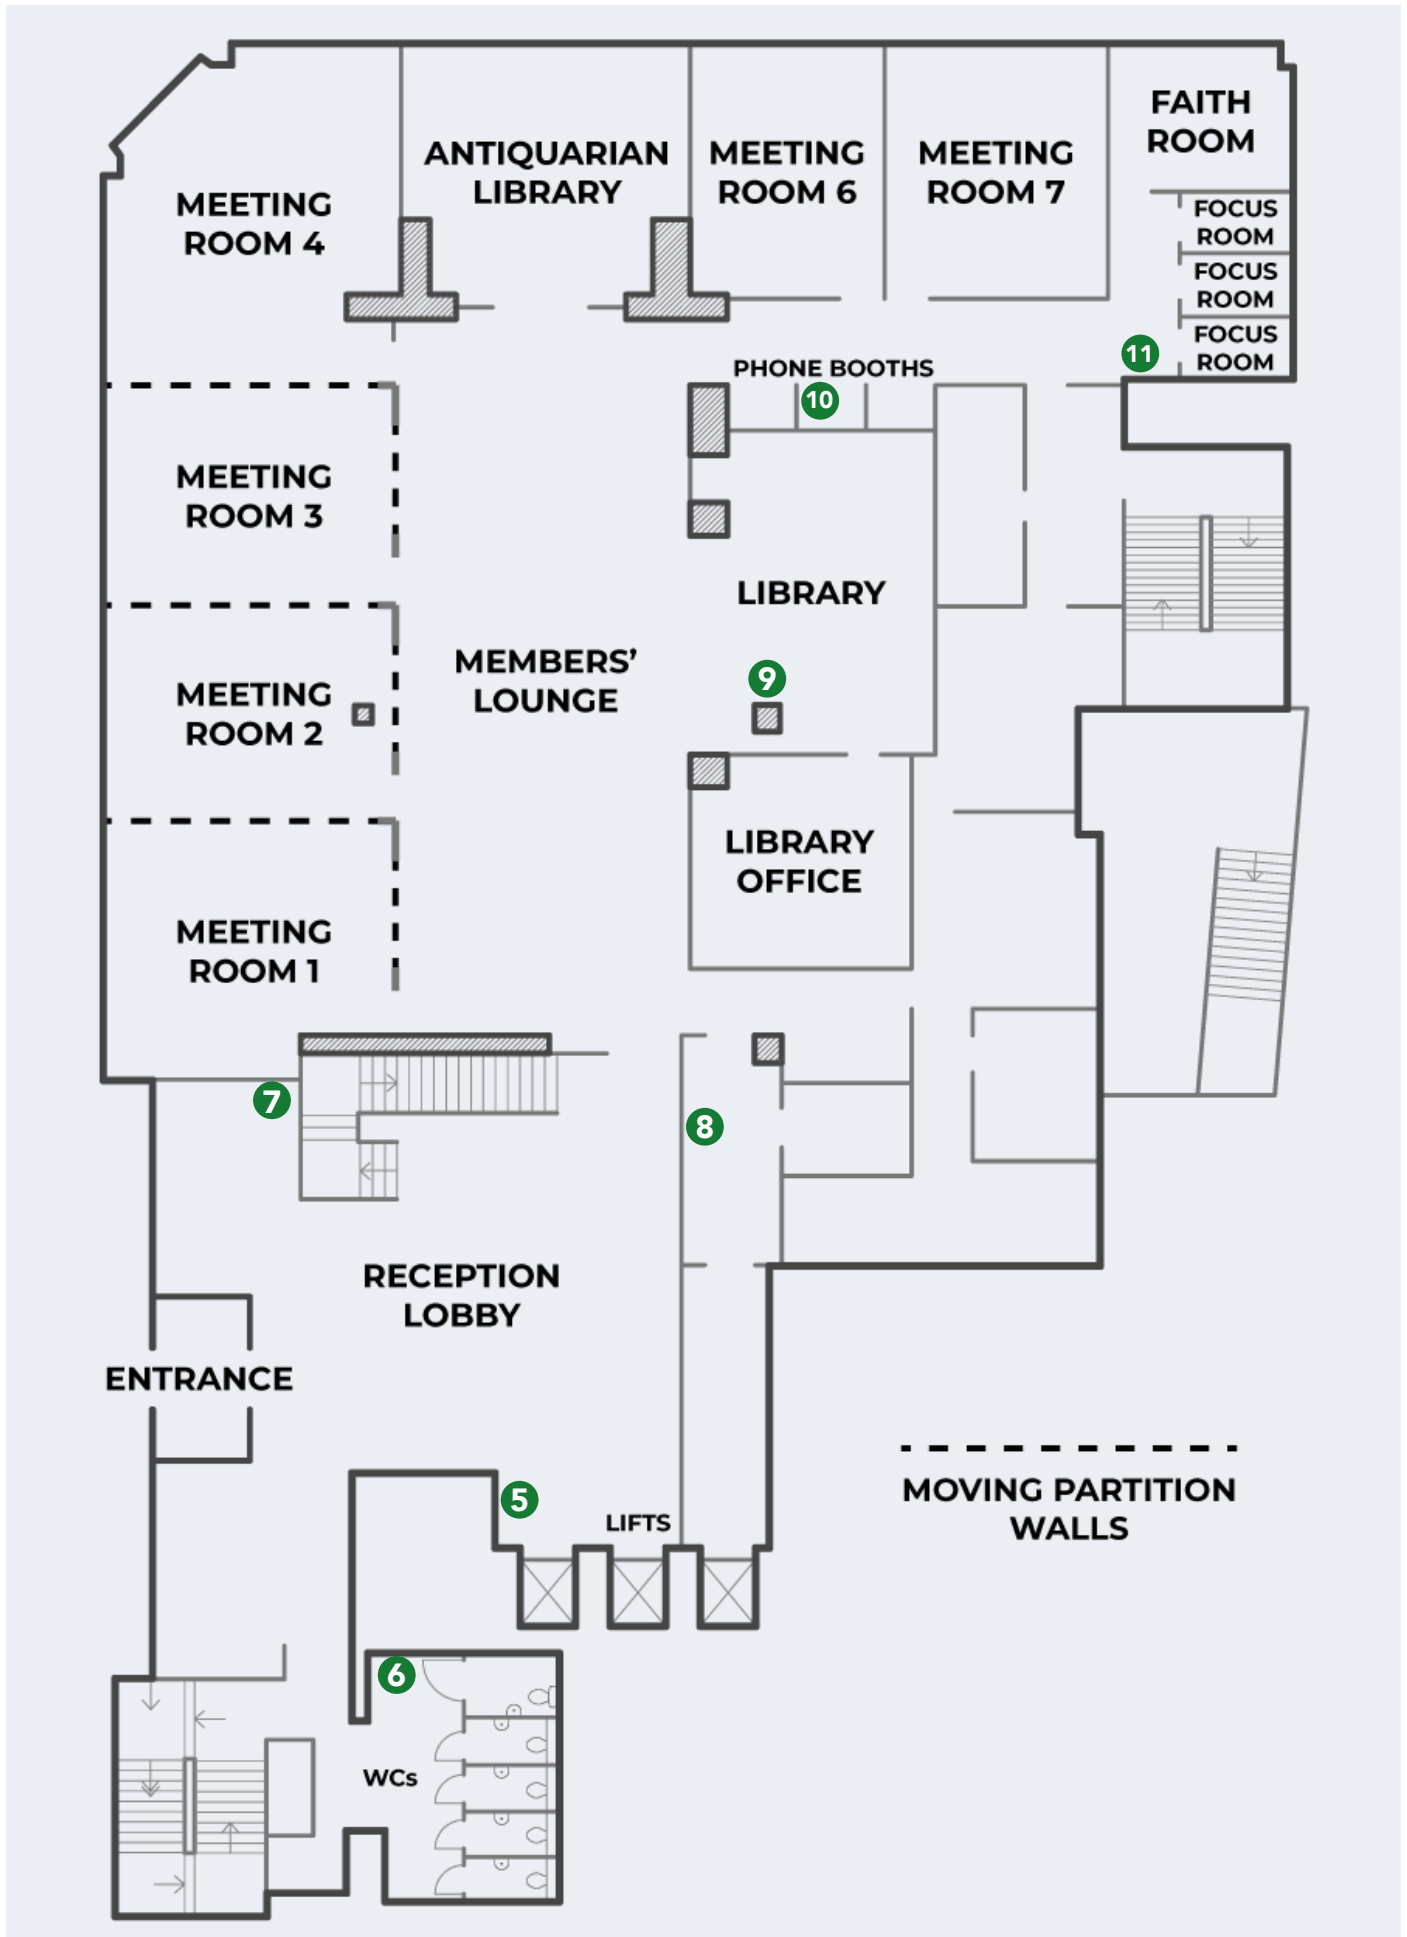 FAITH
ROOM
ANTIQUARIAN
LIBRARY
MEETING
ROOM 6
MEETING
ROOM 7
MEETING
ROOM 4
FOCUS
ROOM
FOCUS
ROOM
FOCUS
ROOM
11
PHONE BOOTHS
10
MEETING
ROOM 3
LIBRARY
MEMBERS’
LOUNGE
9
MEETING
ROOM 2
LIBRARY
OFFICE
MEETING
ROOM 1
7
8
RECEPTION
LOBBY
ENTRANCE
MOVING PARTITION
WALLS
5
LIFTS
6
WCs